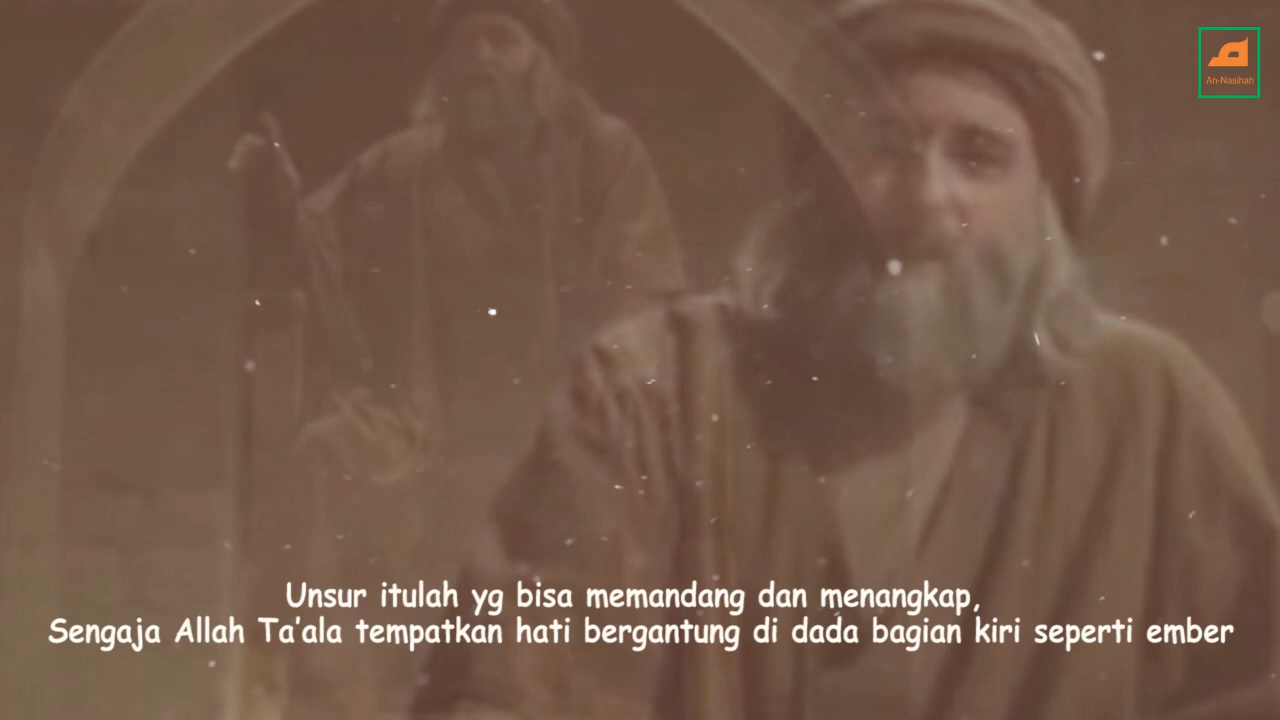 An-Nasihah
Unsur itulah yg bisa memandang dan menangkap,
Sengaja Allah Ta'ala tempatkan hati bergantung di dada bagian kiri seperti ember